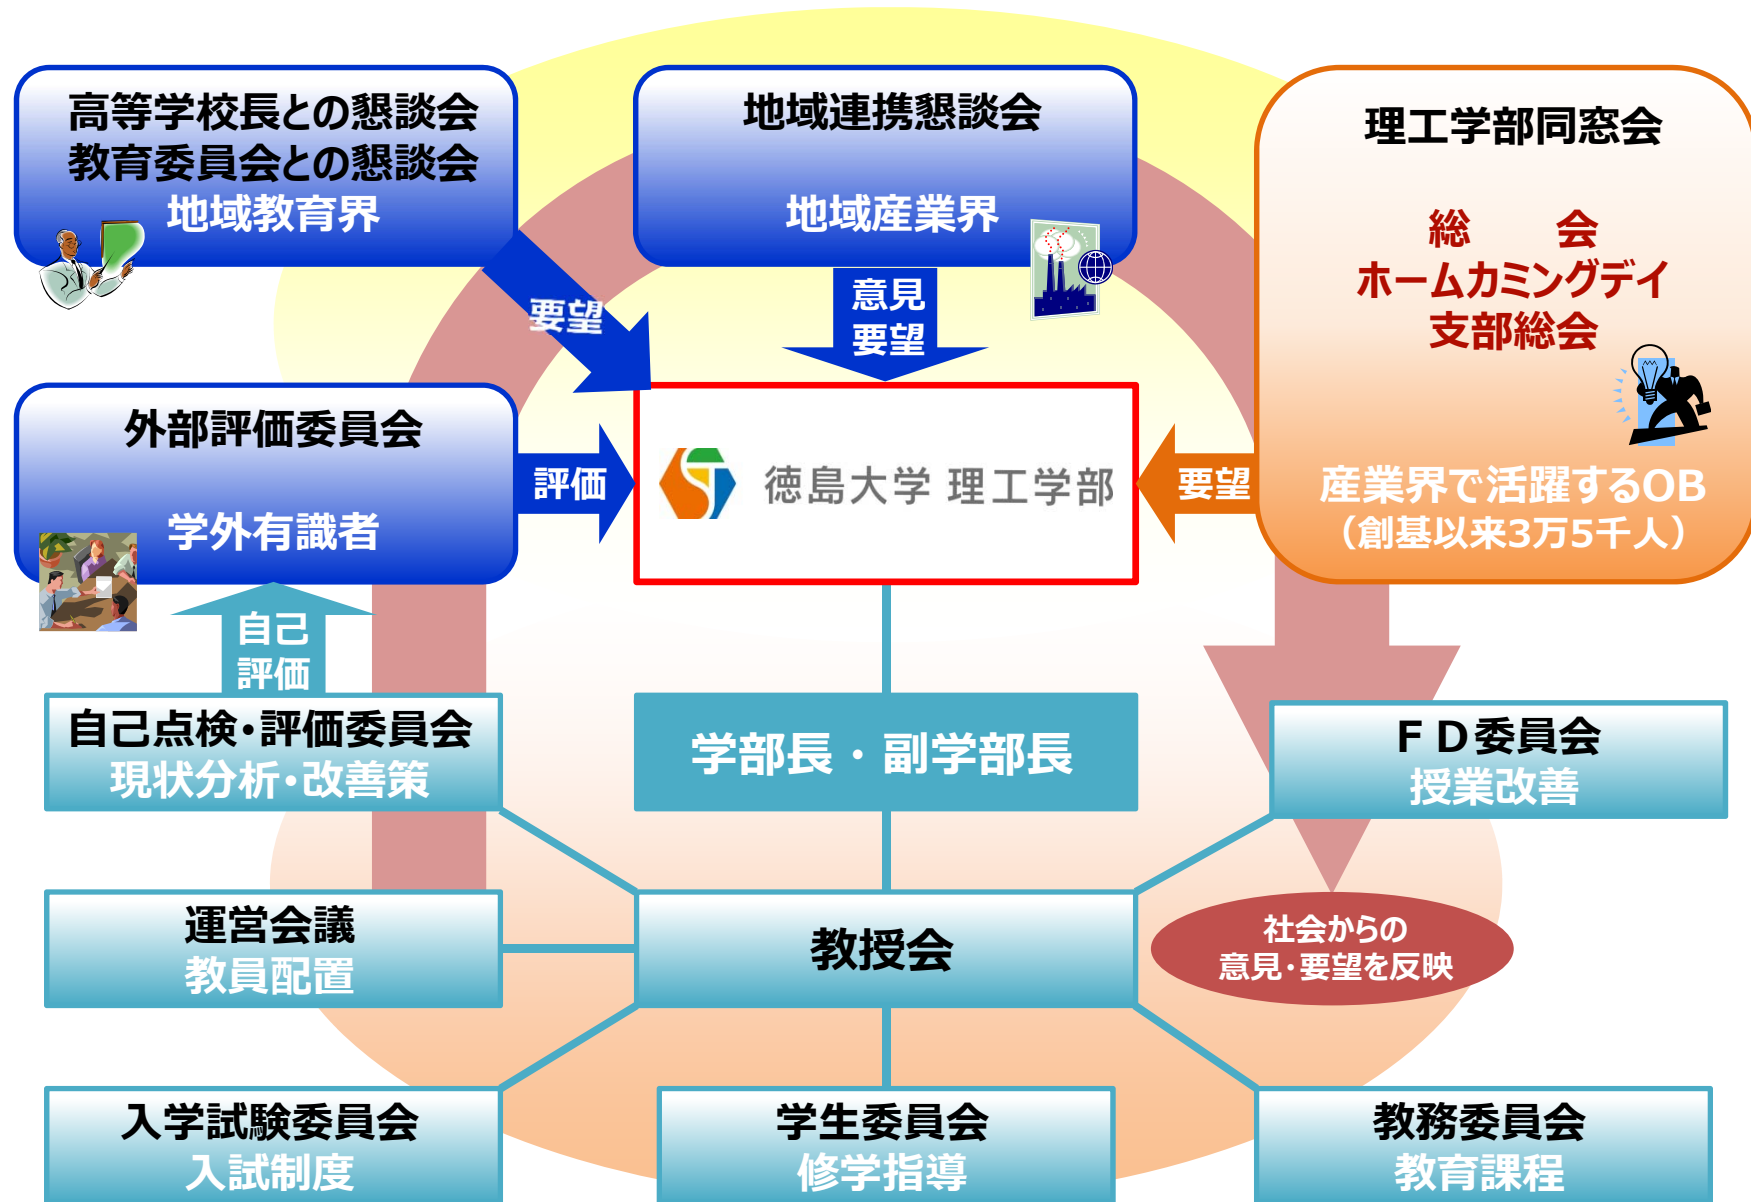 高等学校長との懇談会
教育委員会との懇談会
地域教育界
地域連携懇談会
地域産業界
理工学部同窓会
総　　会
ホームカミングデイ
支部総会
産業界で活躍するOB
（創基以来3万5千人）
要望
意見
要望
外部評価委員会
学外有識者
評価
徳島大学 理工学部
要望
自己
評価
自己点検・評価委員会
現状分析・改善策
学部長・副学部長
ＦＤ委員会
授業改善
運営会議
教員配置
教授会
社会からの
意見・要望を反映
入学試験委員会
入試制度
学生委員会
修学指導
教務委員会
教育課程